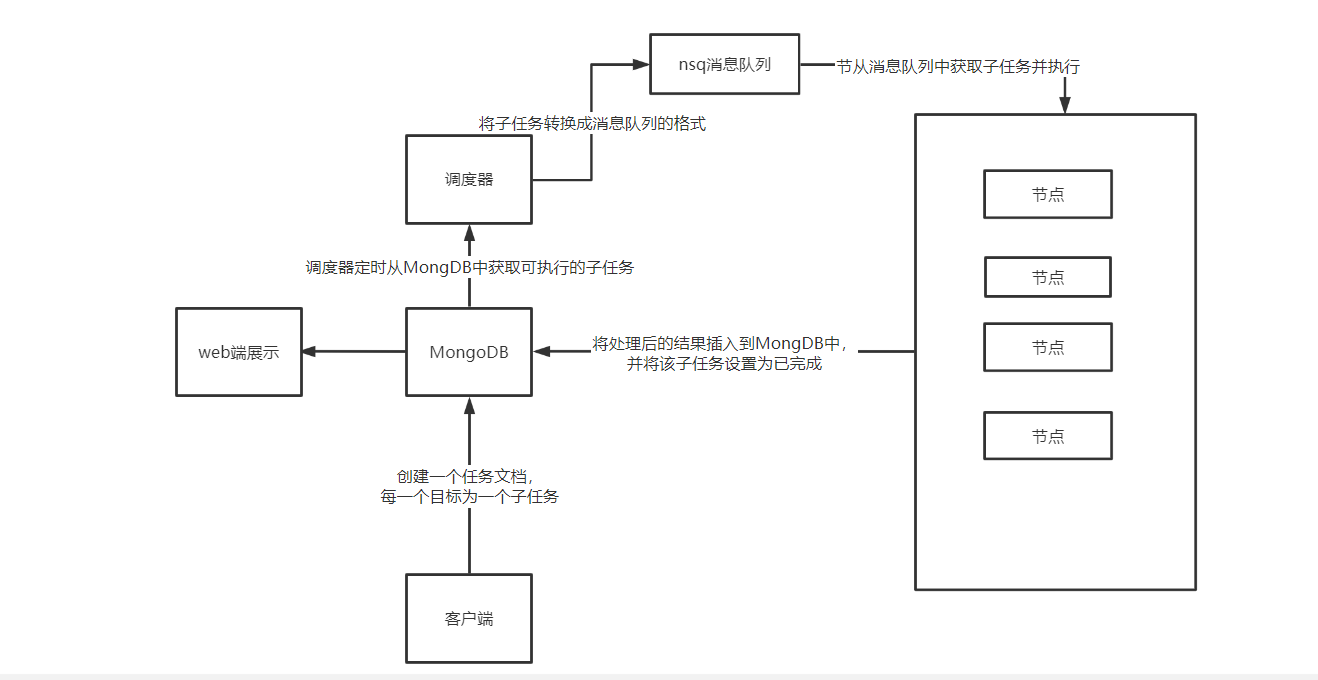 nsq消息队列
节从消息队列中获取子任务并执行
将子任务转换成消息队列的格式
调度器
节点
调度器定时从MongDB中获取可执行的子任务
节点
web端展示
MongoDB
将处理后的结果插入到MongDB中，
并将该子任务设置为已完成
节点
节点
创建一个任务文档，
每一个目标为一个子任务
客户端